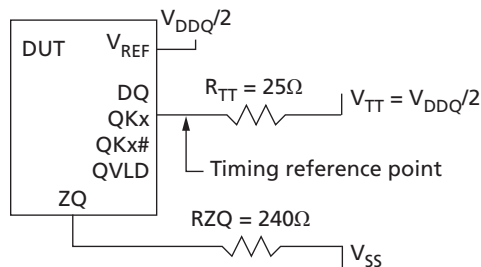 V_DDQ/2
DUT
V_REF
DQ
R_TT = 25Ω
V_TT = V_DDQ/2
QKx
QKx#
QVLD
Timing reference point
ZQ
RZQ = 240Ω
V_SS